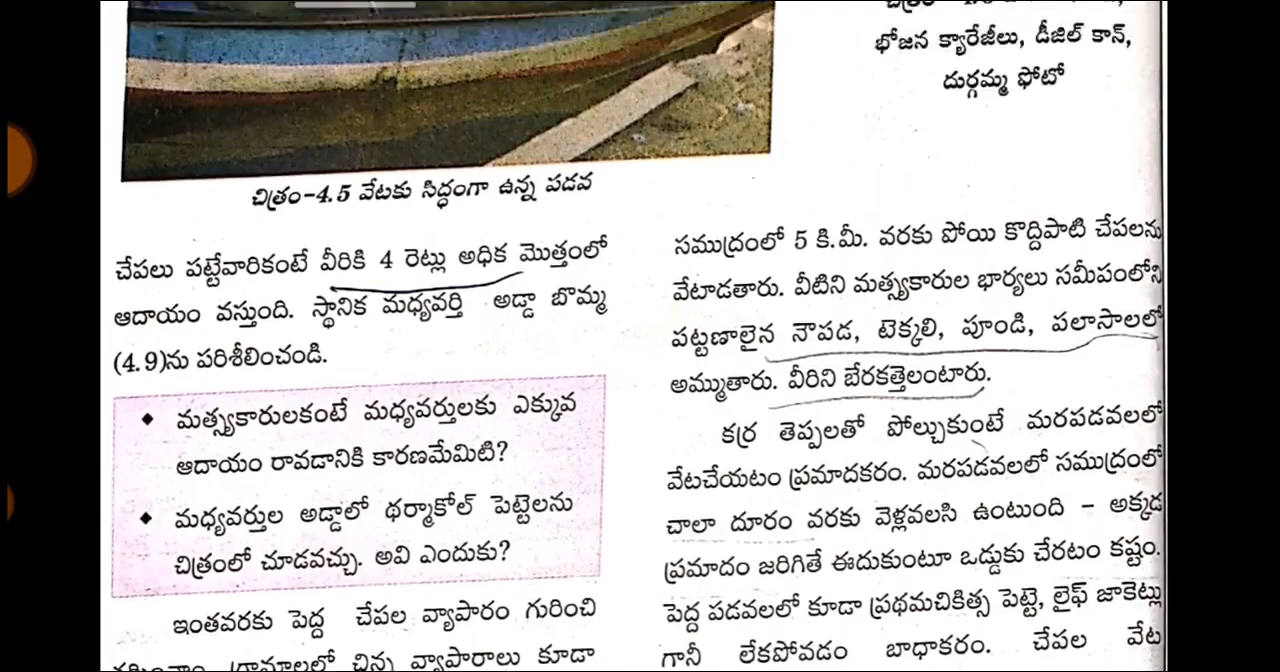 భోజన క్యారేజీలు, డీజిల్ కాన్,
దుర్గమ్మ ఫోటో
చిత్రం-4.5 వేటకు సిద్ధంగా ఉన్న పడవ
చేపలు పట్టేవారికంటే వీరికి 4 రెట్లు అధిక మొత్తంలో
ఆదాయం వస్తుంది. స్థానిక మధ్యవర్తి అడ్డా బొమ్మ
(4.9)ను పరిశీలించండి.
◆ మత్స్యకారులకంటే మధ్యవర్తులకు ఎక్కువ
ఆదాయం రావడానికి కారణమేమిటి?
◆ మధ్యవర్తుల అడ్డాలో థర్మాకోల్ పెట్టెలను
చిత్రంలో చూడవచ్చు. అవి ఎందుకు?
ఇంతవరకు పెద్ద చేపల వ్యాపారం గురించి
గ్రామాలలో చిన్న వ్యాపారాలు కూడా
సముద్రంలో 5 కి.మీ. వరకు పోయి కొద్దిపాటి చేపలను
వేటాడతారు. వీటిని మత్స్యకారుల భార్యలు సమీపంలోని
పట్టణాలైన నౌపడ, టెక్కలి, పూండి, పలాసాలలో
అమ్ముతారు. వీరిని బేరకత్తెలంటారు.
కర్ర తెప్పలతో పోల్చుకుంటే మరపడవలలో
వేటచేయటం ప్రమాదకరం. మరపడవలలో సముద్రంలో
చాలా దూరం వరకు వెళ్లవలసి ఉంటుంది – అక్కడ
ప్రమాదం జరిగితే ఈదుకుంటూ ఒడ్డుకు చేరటం కష్టం.
పెద్ద పడవలలో కూడా ప్రథమచికిత్స పెట్టె, లైఫ్ జాకెట్లు
గానీ లేకపోవడం బాధాకరం. చేపల వేట